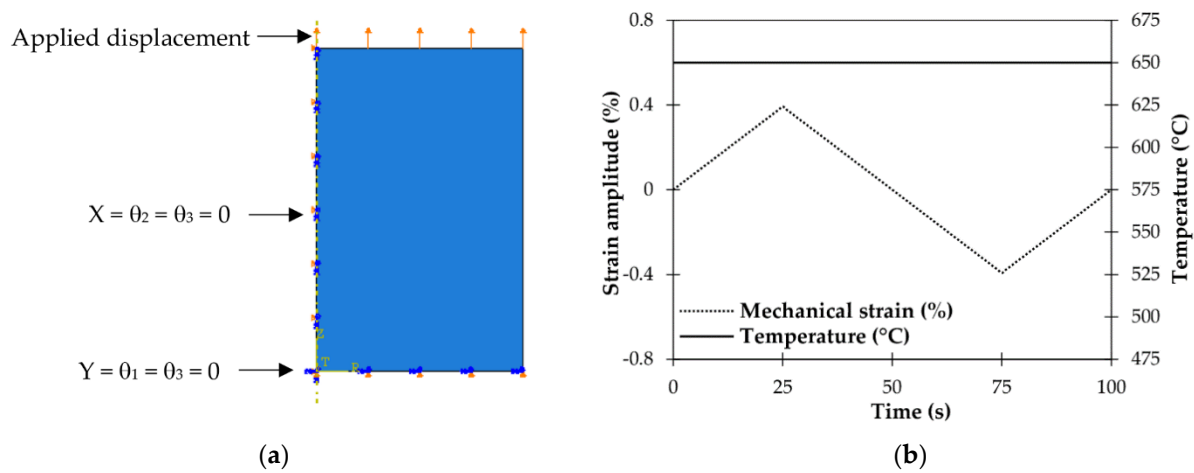 Applied displacement
X = θ2 = θ3 = 0
Z
T
R
Y = θ1 = θ3 = 0
(a)
0.8
0.4
0
-0.4
-0.8
Strain amplitude (%)
675
650
625
600
575
550
525
500
475
Temperature (°C)
Mechanical strain (%)
Temperature (°C)
0
25
50
75
100
Time (s)
(b)